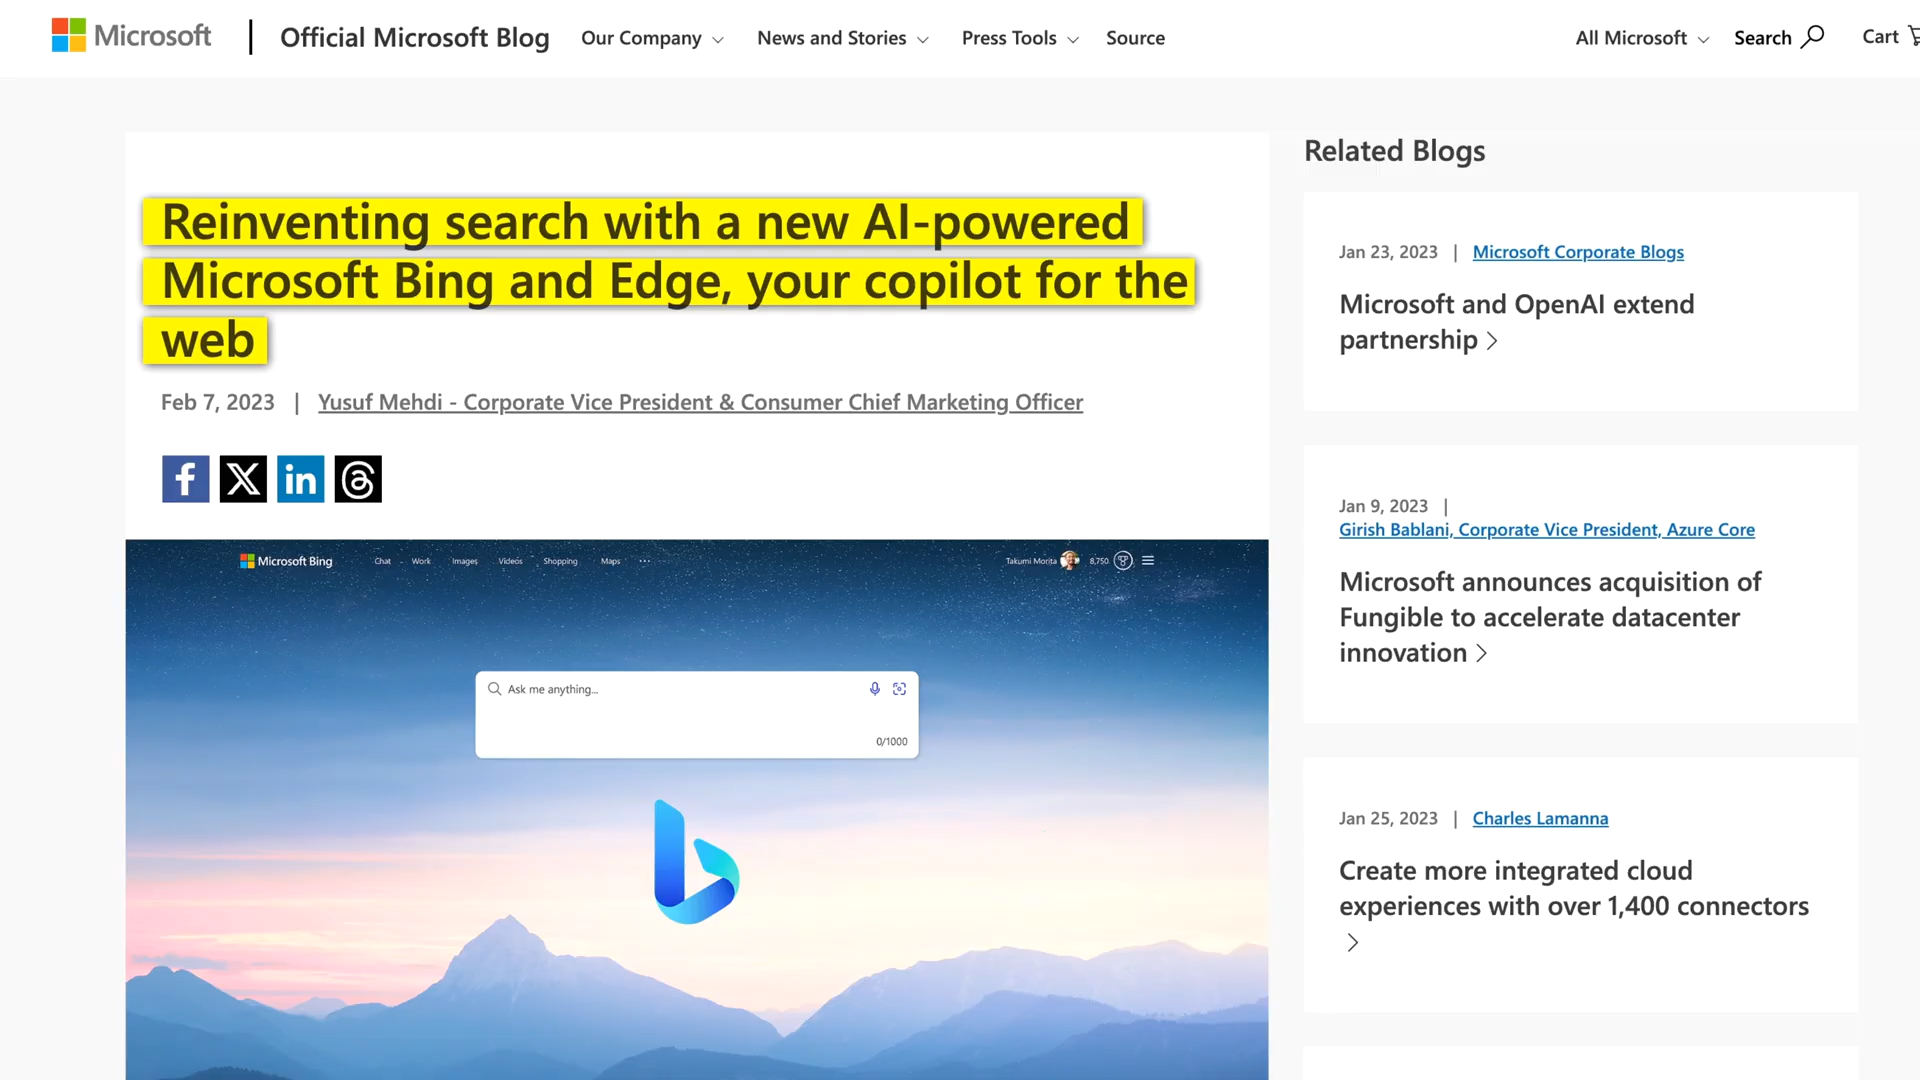 Microsoft
Official Microsoft Blog
Our Company
News and Stories
Press Tools
Source
All Microsoft
Search
Cart
Reinventing search with a new AI-powered
Microsoft Bing and Edge, your copilot for the
web
Feb 7, 2023 | Yusuf Mehdi - Corporate Vice President & Consumer Chief Marketing Officer
Microsoft Bing
Chat
Work
Images
Videos
Shopping
Maps
Takumi Morita
8,750
Ask me anything...
0/1000
Related Blogs
Jan 23, 2023 | Microsoft Corporate Blogs
Microsoft and OpenAI extend
partnership
Jan 9, 2023 |
Girish Bablani, Corporate Vice President, Azure Core
Microsoft announces acquisition of
Fungible to accelerate datacenter
innovation
Jan 25, 2023 | Charles Lamanna
Create more integrated cloud
experiences with over 1,400 connectors